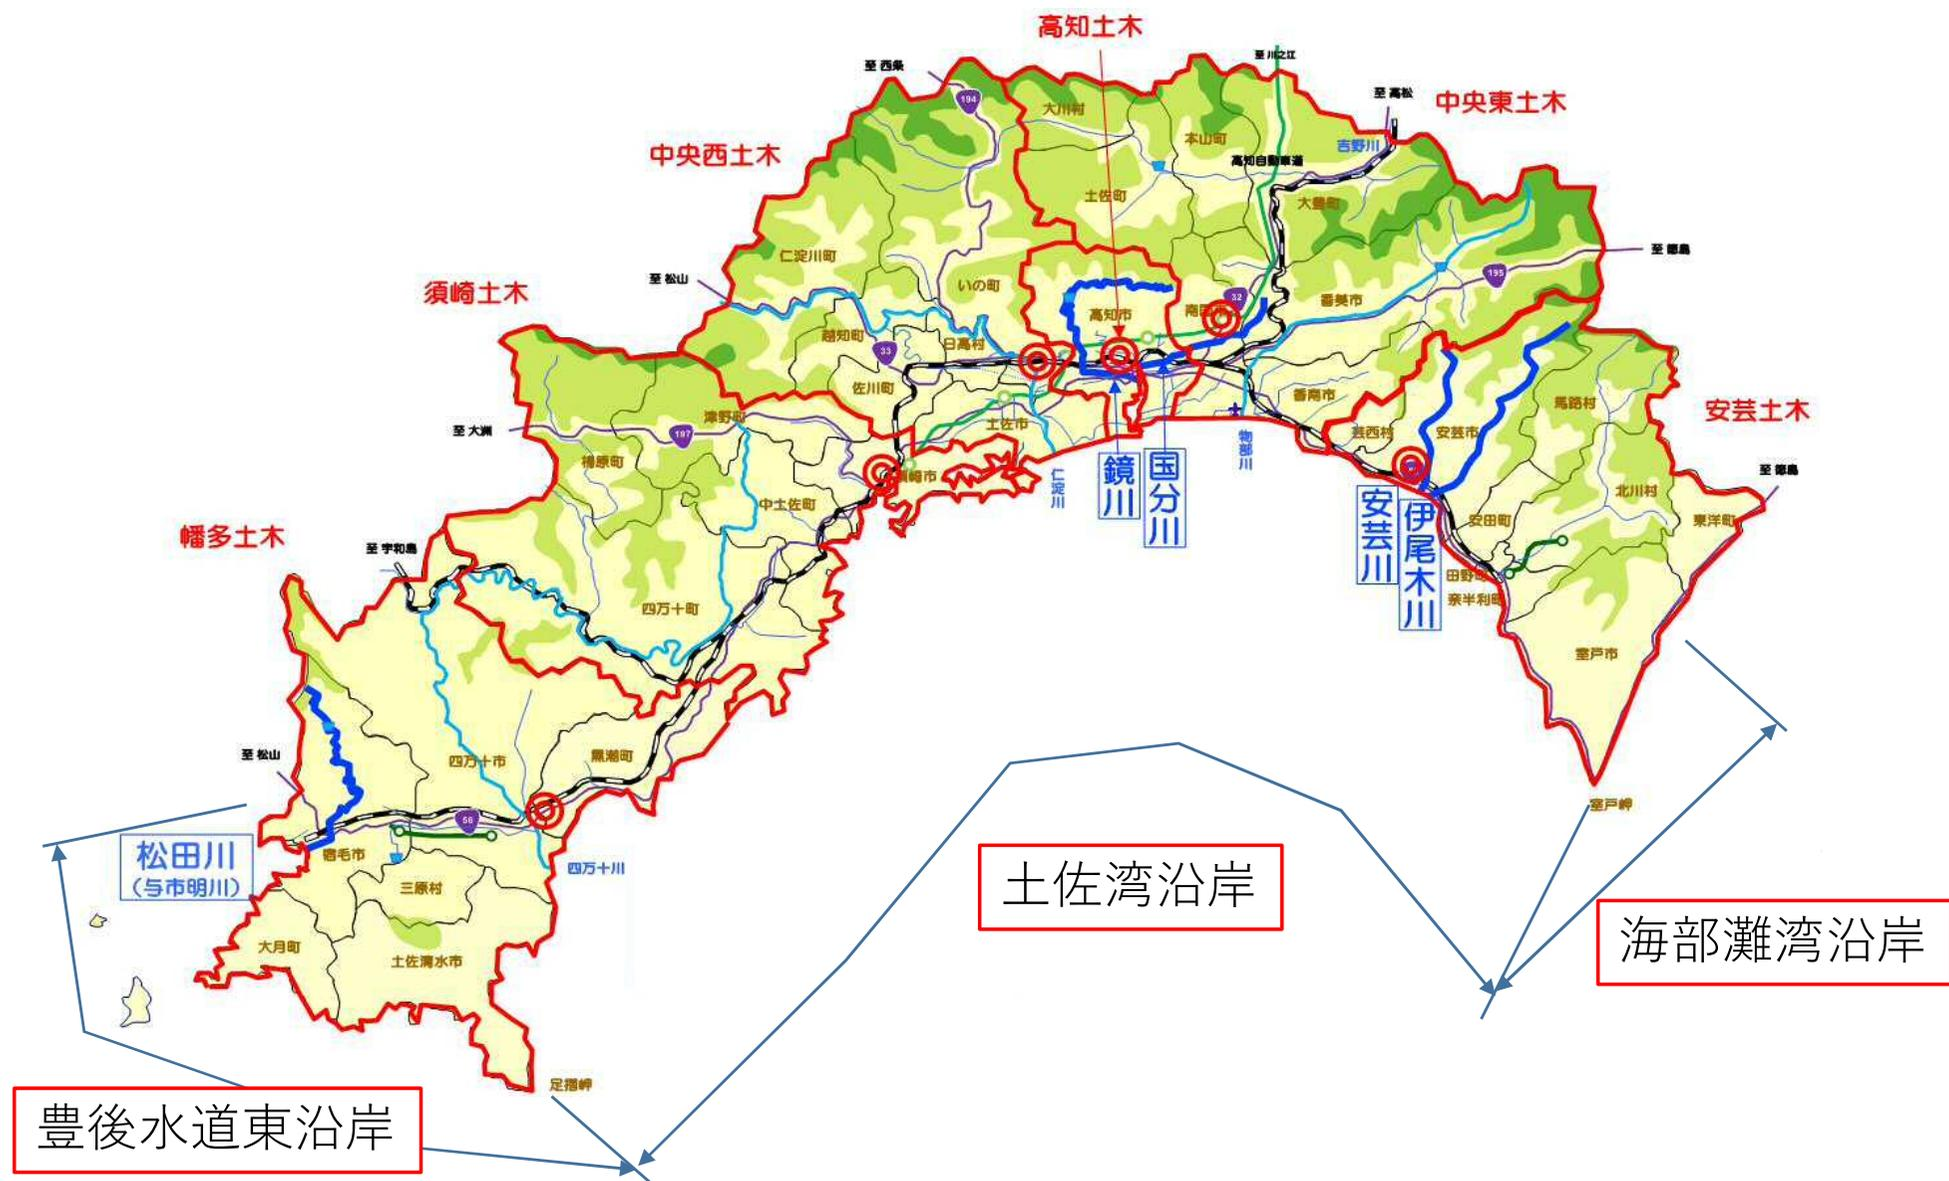 高知土木
至 川之江
至 西条
194
大川村
至 高松
中央東土木
本山町
吉野川
中央西土木
高知自動車道
土佐町
大豊町
至 徳島
仁淀川町
195
至 松山
いの町
須崎土木
32
香美市
高知市
越知町
33
日高村
佐川町
香南市
馬路村
安芸土木
津野町
土佐市
芸西村
安芸市
至 大洲
197
梼原町
物部川
至 徳島
仁淀川
鏡川
国分川
安芸川
伊尾木川
北川村
中土佐町
安田町
東洋町
幡多土木
至 宇和島
田野町
奈半利町
四万十町
室戸市
至 松山
四万十市
黒潮町
室戸岬
56
松田川
(与市明川)
宿毛市
四万十川
三原村
土佐湾沿岸
海部灘湾沿岸
大月町
土佐清水市
足摺岬
豊後水道東沿岸